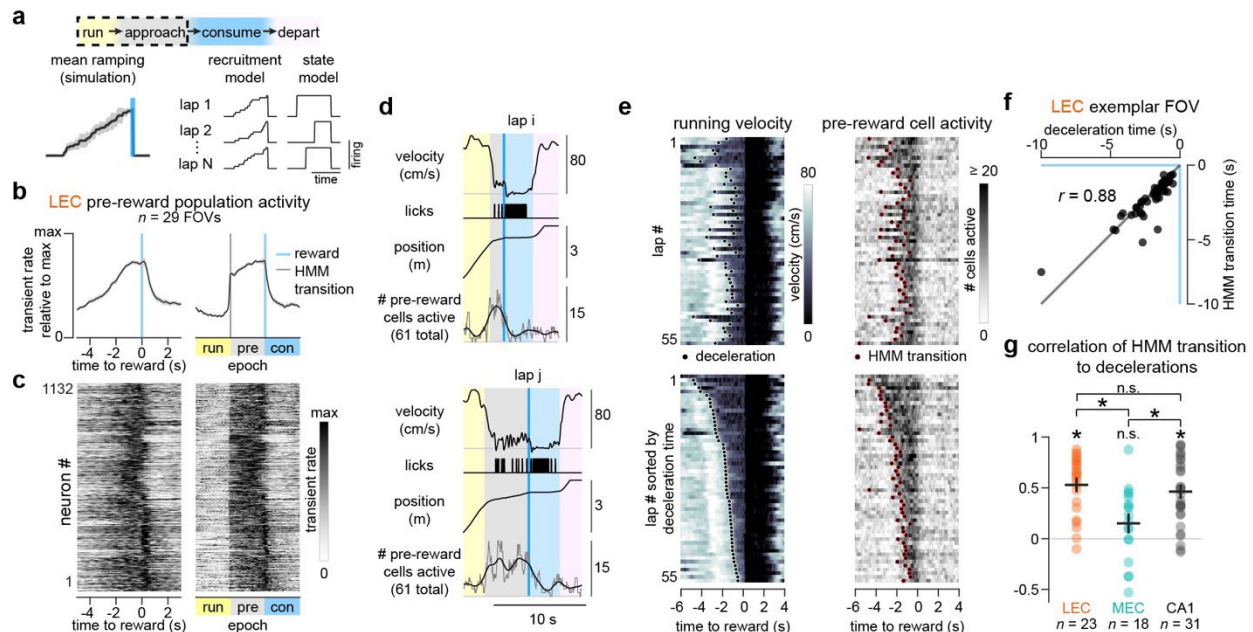 a
run → approach → consume → depart
mean ramping
(simulation)
recruitment
model
state
model
lap 1
lap 2
lap N
firing
time
b
LEC pre-reward population activity
n = 29 FOVs
transient rate
relative to max
max
0
reward
HMM
transition
-4 -2 0 2
time to reward (s)
run pre con
epoch
c
neuron #
1132
1
max
transient rate
0
-4 -2 0 2
time to reward (s)
run pre con
epoch
d
lap i
velocity
(cm/s)
80
licks
position
(m)
3
# pre-reward
cells active
(61 total)
15
lap j
velocity
(cm/s)
80
licks
position
(m)
3
# pre-reward
cells active
(61 total)
15
10 s
e
running velocity
pre-reward cell activity
lap #
1
55
80
velocity (cm/s)
0
≥ 20
# cells active
0
deceleration
HMM transition
lap # sorted by
deceleration time
1
55
-6 -4 -2 0 2 4
time to reward (s)
-6 -4 -2 0 2 4
time to reward (s)
f
LEC exemplar FOV
deceleration time (s)
-10 0
r = 0.88
0
-10
HMM transition time (s)
g
correlation of HMM transition
to decelerations
n.s.
* n.s. *
* *
1
0.5
0
-0.5
LEC MEC CA1
n = 23 n = 18 n = 31